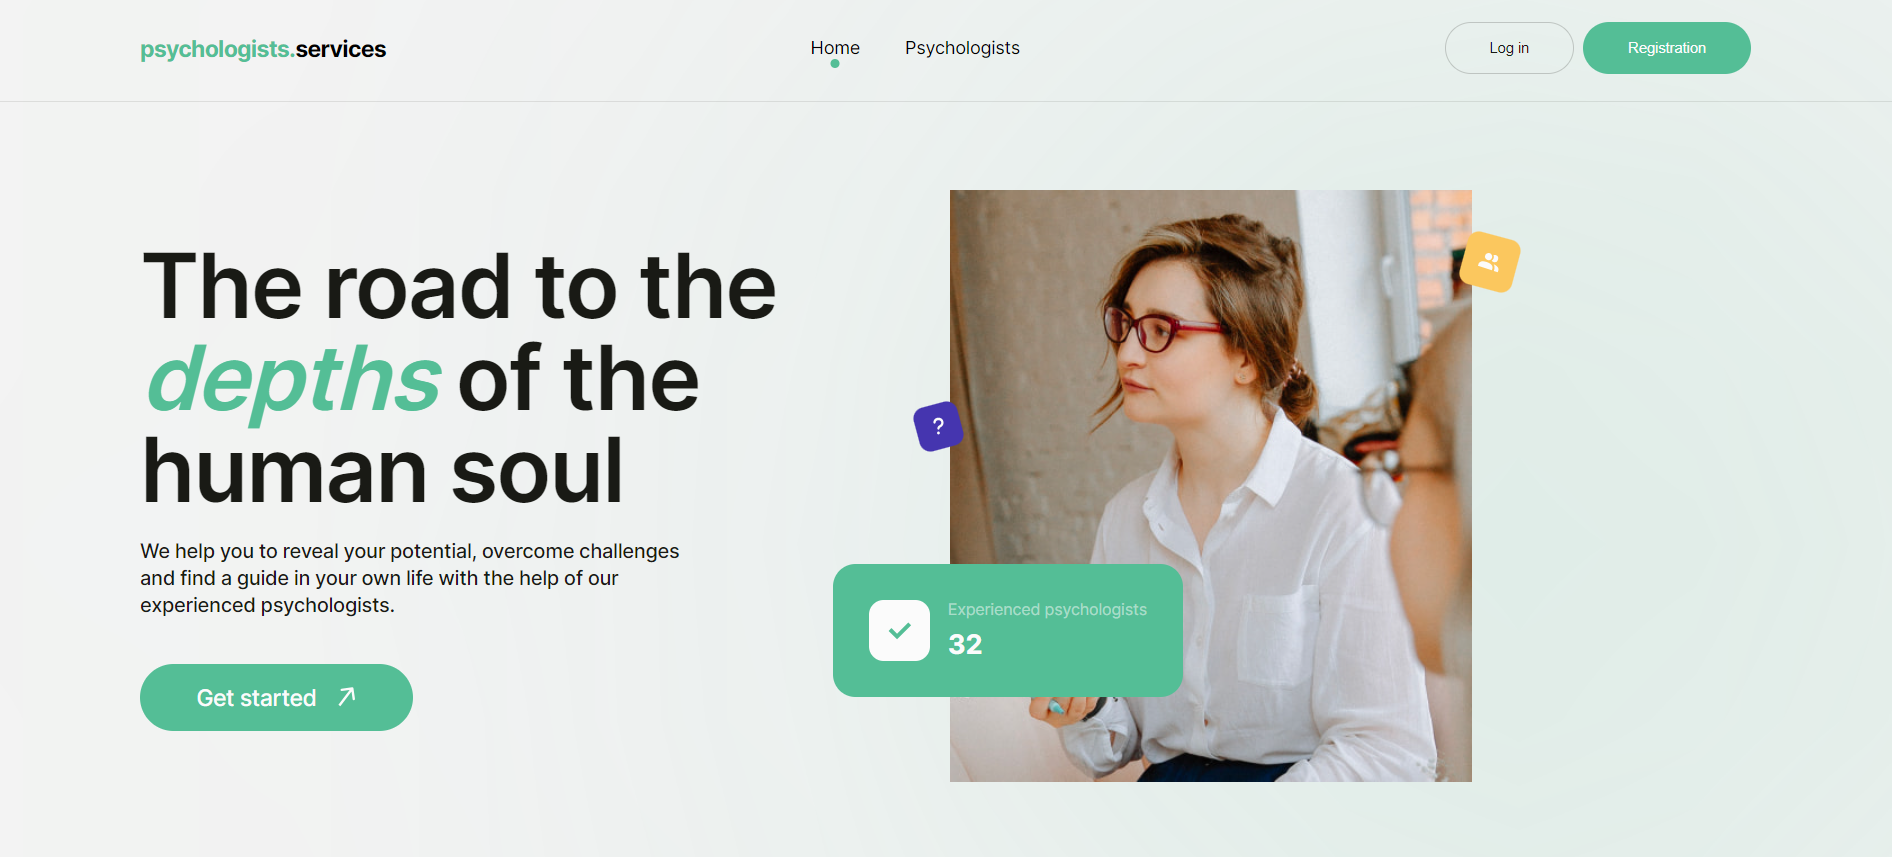 psychologists.services
Home
Psychologists
Log in
Registration
The road to the
depths of the
human soul
We help you to reveal your potential, overcome challenges
and find a guide in your own life with the help of our
experienced psychologists.
Get started
?
Experienced psychologists
32